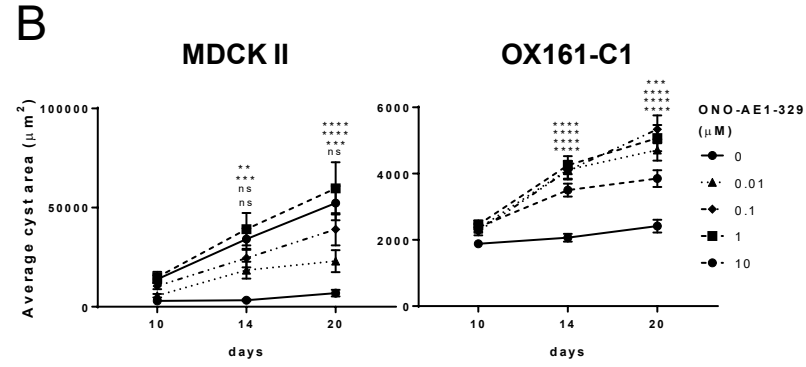 B
MDCK II
OX161-C1
Average cyst area (μm²)
100000
50000
0
**
***
ns
ns
****
****
***
ns
10
14
20
days
6000
4000
2000
0
****
****
****
****
***
****
****
****
10
14
20
days
ONO-AE1-329
(μM)
0
0.01
0.1
1
10